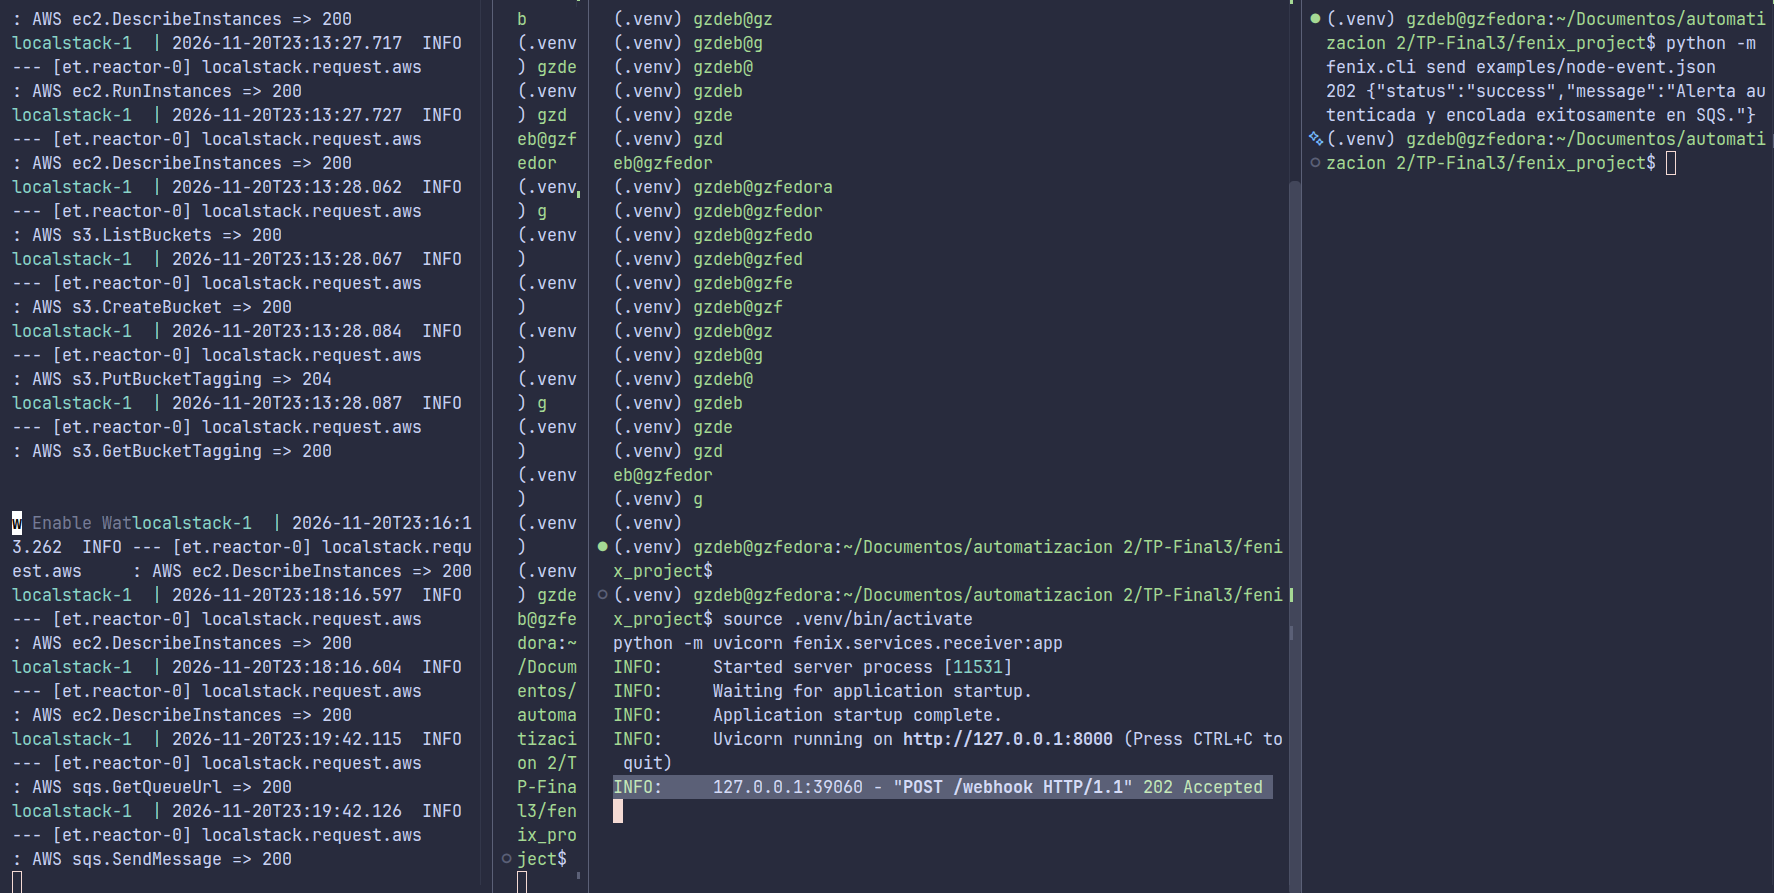 : AWS ec2.DescribeInstances => 200
localstack-1  | 2026-11-20T23:13:27.717  INFO
--- [et.reactor-0] localstack.request.aws
: AWS ec2.RunInstances => 200
localstack-1  | 2026-11-20T23:13:27.727  INFO
--- [et.reactor-0] localstack.request.aws
: AWS ec2.DescribeInstances => 200
localstack-1  | 2026-11-20T23:13:28.062  INFO
--- [et.reactor-0] localstack.request.aws
: AWS s3.ListBuckets => 200
localstack-1  | 2026-11-20T23:13:28.067  INFO
--- [et.reactor-0] localstack.request.aws
: AWS s3.CreateBucket => 200
localstack-1  | 2026-11-20T23:13:28.084  INFO
--- [et.reactor-0] localstack.request.aws
: AWS s3.PutBucketTagging => 204
localstack-1  | 2026-11-20T23:13:28.087  INFO
--- [et.reactor-0] localstack.request.aws
: AWS s3.GetBucketTagging => 200
w Enable Watlocalstack-1  | 2026-11-20T23:16:1
3.262  INFO --- [et.reactor-0] localstack.requ
est.aws     : AWS ec2.DescribeInstances => 200
localstack-1  | 2026-11-20T23:18:16.597  INFO
--- [et.reactor-0] localstack.request.aws
: AWS ec2.DescribeInstances => 200
localstack-1  | 2026-11-20T23:18:16.604  INFO
--- [et.reactor-0] localstack.request.aws
: AWS ec2.DescribeInstances => 200
localstack-1  | 2026-11-20T23:19:42.115  INFO
--- [et.reactor-0] localstack.request.aws
: AWS sqs.GetQueueUrl => 200
localstack-1  | 2026-11-20T23:19:42.126  INFO
--- [et.reactor-0] localstack.request.aws
: AWS sqs.SendMessage => 200
b
(.venv
) gzde
(.venv
) gzd
eb@gzf
edor
(.venv
) g
(.venv
)
(.venv
)
(.venv
)
(.venv
) g
(.venv
)
(.venv
)
(.venv
)
(.venv
) gzde
b@gzfe
dora:~
/Docum
entos/
automa
tizaci
on 2/T
P-Fina
l3/fen
ix_pro
ject$
(.venv) gzdeb@gz
(.venv) gzdeb@g
(.venv) gzdeb@
(.venv) gzdeb
(.venv) gzde
(.venv) gzd
eb@gzfedor
(.venv) gzdeb@gzfedora
(.venv) gzdeb@gzfedor
(.venv) gzdeb@gzfedo
(.venv) gzdeb@gzfed
(.venv) gzdeb@gzfe
(.venv) gzdeb@gzf
(.venv) gzdeb@gz
(.venv) gzdeb@g
(.venv) gzdeb@
(.venv) gzdeb
(.venv) gzde
(.venv) gzd
eb@gzfedor
(.venv) g
(.venv)
(.venv) gzdeb@gzfedora:~/Documentos/automatizacion 2/TP-Final3/feni
x_project$
(.venv) gzdeb@gzfedora:~/Documentos/automatizacion 2/TP-Final3/feni
x_project$ source .venv/bin/activate
python -m uvicorn fenix.services.receiver:app
INFO:     Started server process [11531]
INFO:     Waiting for application startup.
INFO:     Application startup complete.
INFO:     Uvicorn running on http://127.0.0.1:8000 (Press CTRL+C to
 quit)
INFO:     127.0.0.1:39060 - "POST /webhook HTTP/1.1" 202 Accepted
(.venv) gzdeb@gzfedora:~/Documentos/automati
zacion 2/TP-Final3/fenix_project$ python -m
fenix.cli send examples/node-event.json
202 {"status":"success","message":"Alerta au
tenticada y encolada exitosamente en SQS."}
(.venv) gzdeb@gzfedora:~/Documentos/automati
zacion 2/TP-Final3/fenix_project$